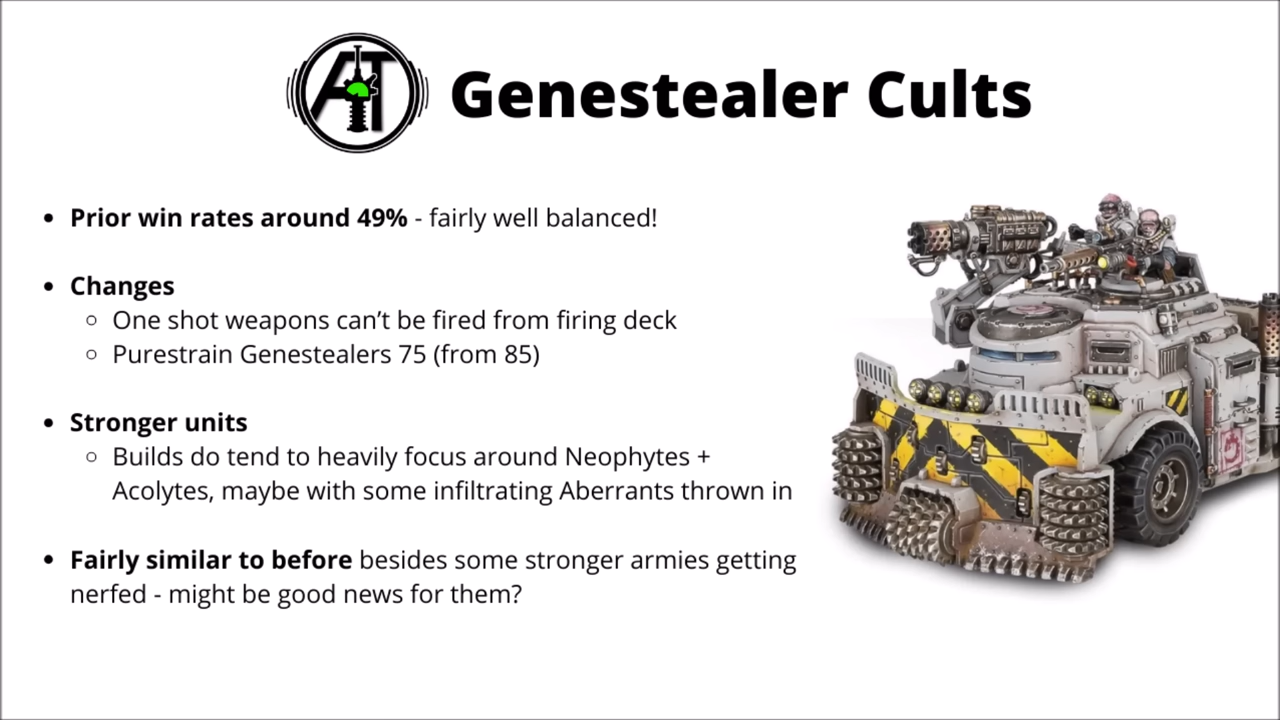 AT
Genestealer Cults
• Prior win rates around 49% - fairly well balanced!
• Changes
○ One shot weapons can’t be fired from firing deck
○ Purestrain Genestealers 75 (from 85)
• Stronger units
○ Builds do tend to heavily focus around Neophytes +
Acolytes, maybe with some infiltrating Aberrants thrown in
• Fairly similar to before besides some stronger armies getting
nerfed - might be good news for them?